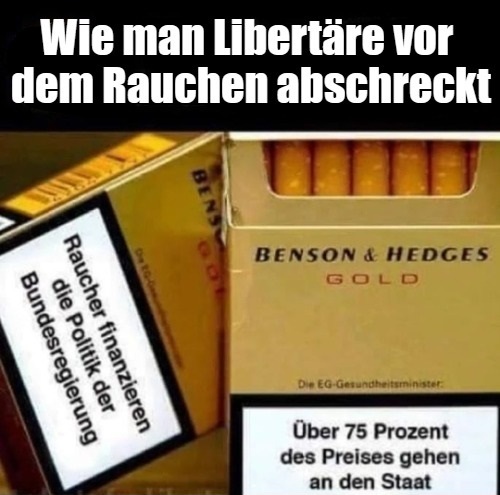 Wie man Libertäre vor
dem Rauchen abschreckt
BENSON & HEDGES
GOLD
Die EG-Gesundheitsminister:
Über 75 Prozent
des Preises gehen
an den Staat
Raucher finanzieren
die Politik der
Bundesregierung